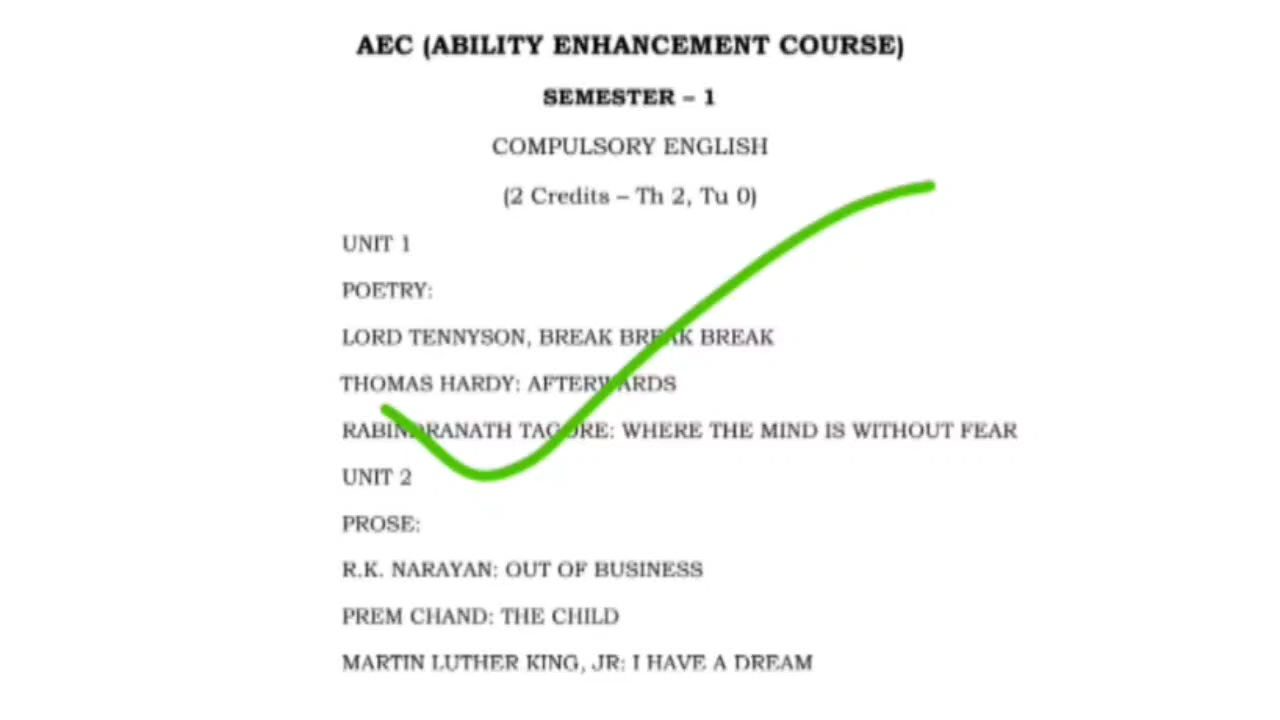 AEC (ABILITY ENHANCEMENT COURSE)
SEMESTER – 1
COMPULSORY ENGLISH
(2 Credits – Th 2, Tu 0)
UNIT 1
POETRY:
LORD TENNYSON, BREAK BREAK BREAK
THOMAS HARDY: AFTERWARDS
RABINDRANATH TAGORE: WHERE THE MIND IS WITHOUT FEAR
UNIT 2
PROSE:
R.K. NARAYAN: OUT OF BUSINESS
PREM CHAND: THE CHILD
MARTIN LUTHER KING, JR: I HAVE A DREAM